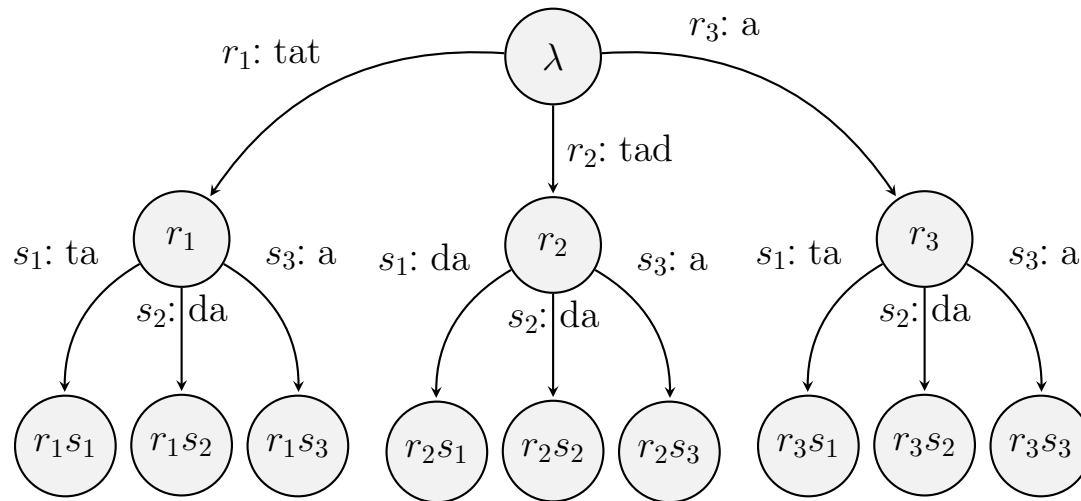 λ
r₁: tat
r₃: a
r₂: tad
r₁
r₂
r₃
s₁: ta
s₃: a
s₁: da
s₃: a
s₁: ta
s₃: a
s₂: da
s₂: da
s₂: da
r₁s₁ r₁s₂ r₁s₃ r₂s₁ r₂s₂ r₂s₃ r₃s₁ r₃s₂ r₃s₃